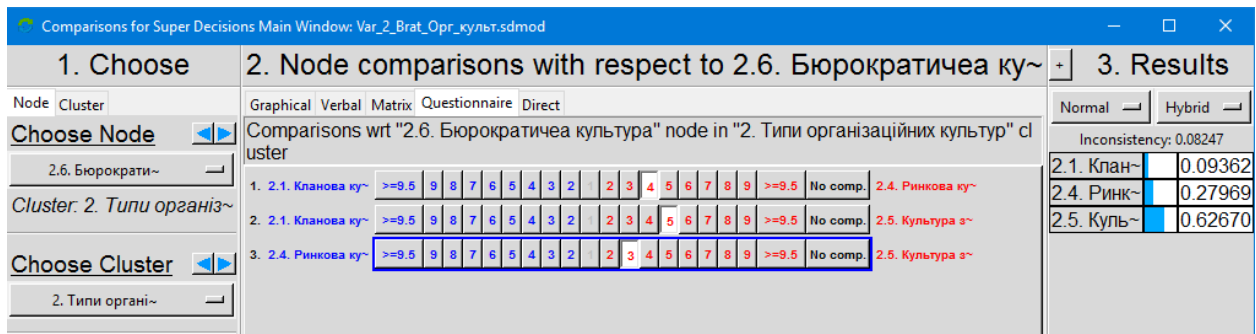 Comparisons for Super Decisions Main Window: Var_2_Brat_Орг_культ.sdmod
1. Choose
2. Node comparisons with respect to 2.6. Бюрократичеа ку~
+ 3. Results
Node Cluster
Graphical Verbal Matrix Questionnaire Direct
Normal Hybrid
Choose Node
Comparisons wrt "2.6. Бюрократичеа культура" node in "2. Типи організаційних культур" cl
uster
Inconsistency: 0.08247
2.6. Бюрократи~
Cluster: 2. Типи організ~
1. 2.1. Кланова ку~ >=9.5 9 8 7 6 5 4 3 2 1 2 3 4 5 6 7 8 9 >=9.5 No comp. 2.4. Ринкова ку~
2. 2.1. Кланова ку~ >=9.5 9 8 7 6 5 4 3 2 1 2 3 4 5 6 7 8 9 >=9.5 No comp. 2.5. Культура з~
3. 2.4. Ринкова ку~ >=9.5 9 8 7 6 5 4 3 2 1 2 3 4 5 6 7 8 9 >=9.5 No comp. 2.5. Культура з~
2.1. Клан~ 0.09362
2.4. Ринк~ 0.27969
2.5. Куль~ 0.62670
Choose Cluster
2. Типи органі~